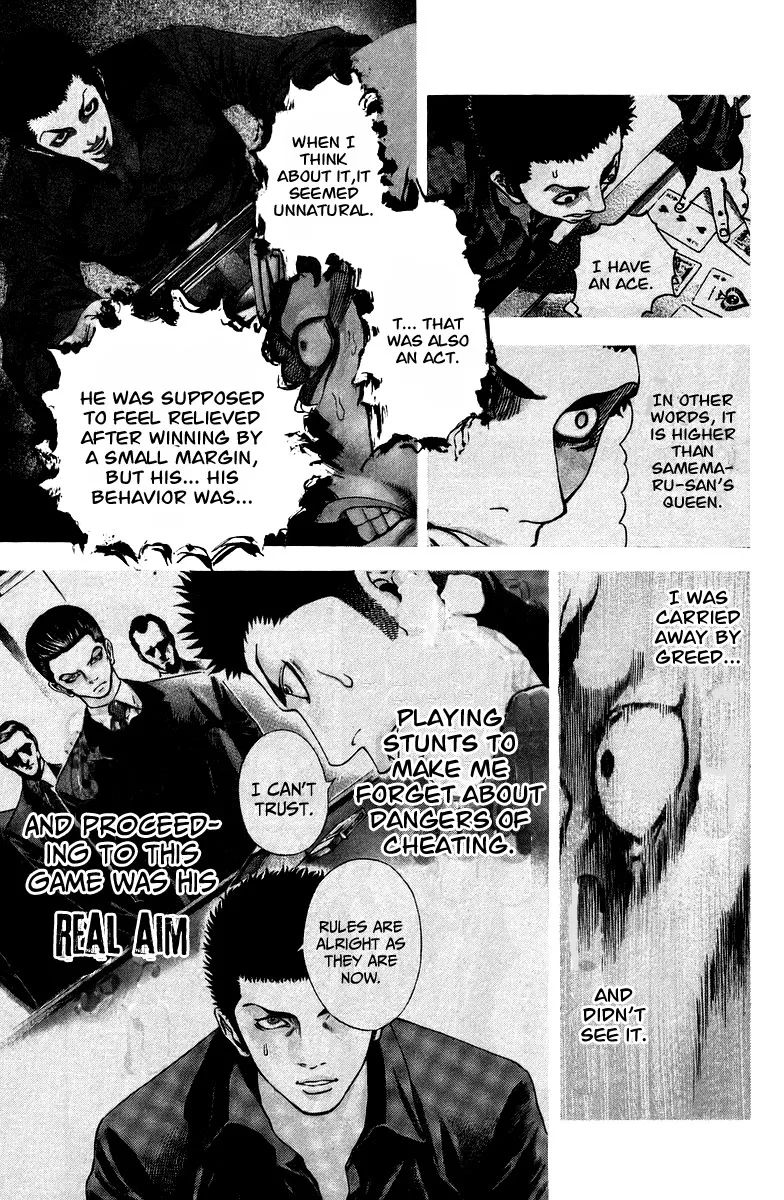 I HAVE
AN ACE.
IN OTHER
WORDS, IT
IS HIGHER
THAN
SAMEMA-
RU-SAN'S
QUEEN.
WHEN I
THINK
ABOUT IT,IT
SEEMED
UNNATURAL.
T... THAT
WAS ALSO
AN ACT.
HE WAS SUPPOSED
TO FEEL RELIEVED
AFTER WINNING BY
A SMALL MARGIN,
BUT HIS... HIS
BEHAVIOR WAS...
I WAS
CARRIED
AWAY BY
GREED...
AND
DIDN'T
SEE IT.
PLAYING
STUNTS TO
MAKE ME
FORGET ABOUT
DANGERS OF
CHEATING.
I CAN'T
TRUST.
AND PROCEED-
ING TO THIS
GAME WAS HIS
REAL AIM
RULES ARE
ALRIGHT AS
THEY ARE
NOW.